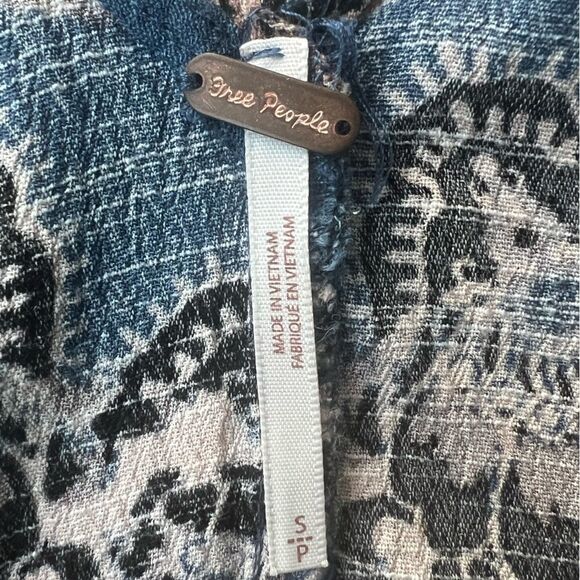 Free People
MADE IN VIETNAM
FABRIQUÉ EN VIETNAM
S
P